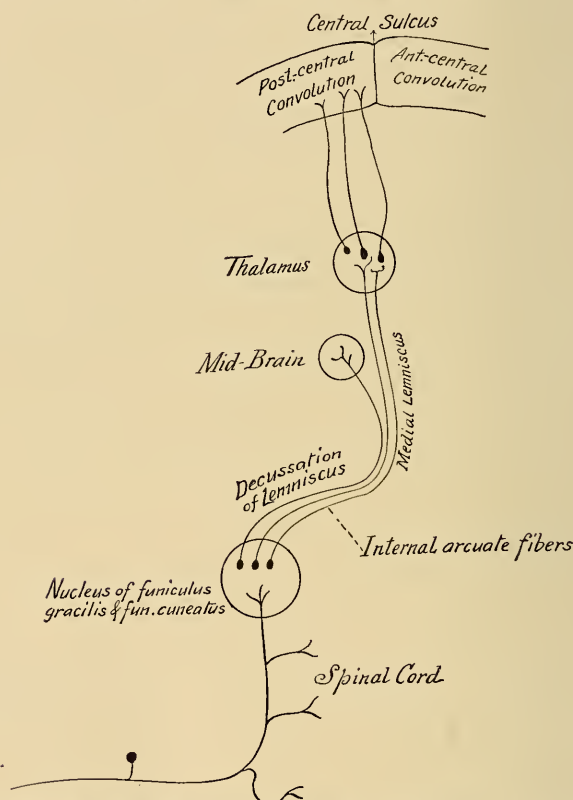 Central Sulcus
Post-central
Convolution
Ant-central
Convolution
Thalamus
Mid-Brain
Medial Lemniscus
Decussation
of Lemniscus
Internal arcuate fibers
Nucleus of funiculus
gracilis & fun. cuneatus
Spinal Cord